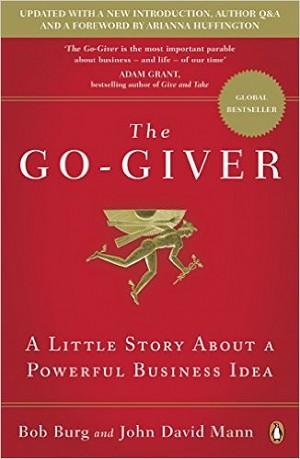 UPDATED WITH A NEW INTRODUCTION, AUTHOR Q&A
AND A FOREWORD BY ARIANNA HUFFINGTON
'The Go-Giver is the most important parable
about business – and life – of our time'
ADAM GRANT,
bestselling author of Give and Take
GLOBAL
BESTSELLER
The
GO-GIVER
A LITTLE STORY ABOUT A
POWERFUL BUSINESS IDEA
Bob Burg and John David Mann